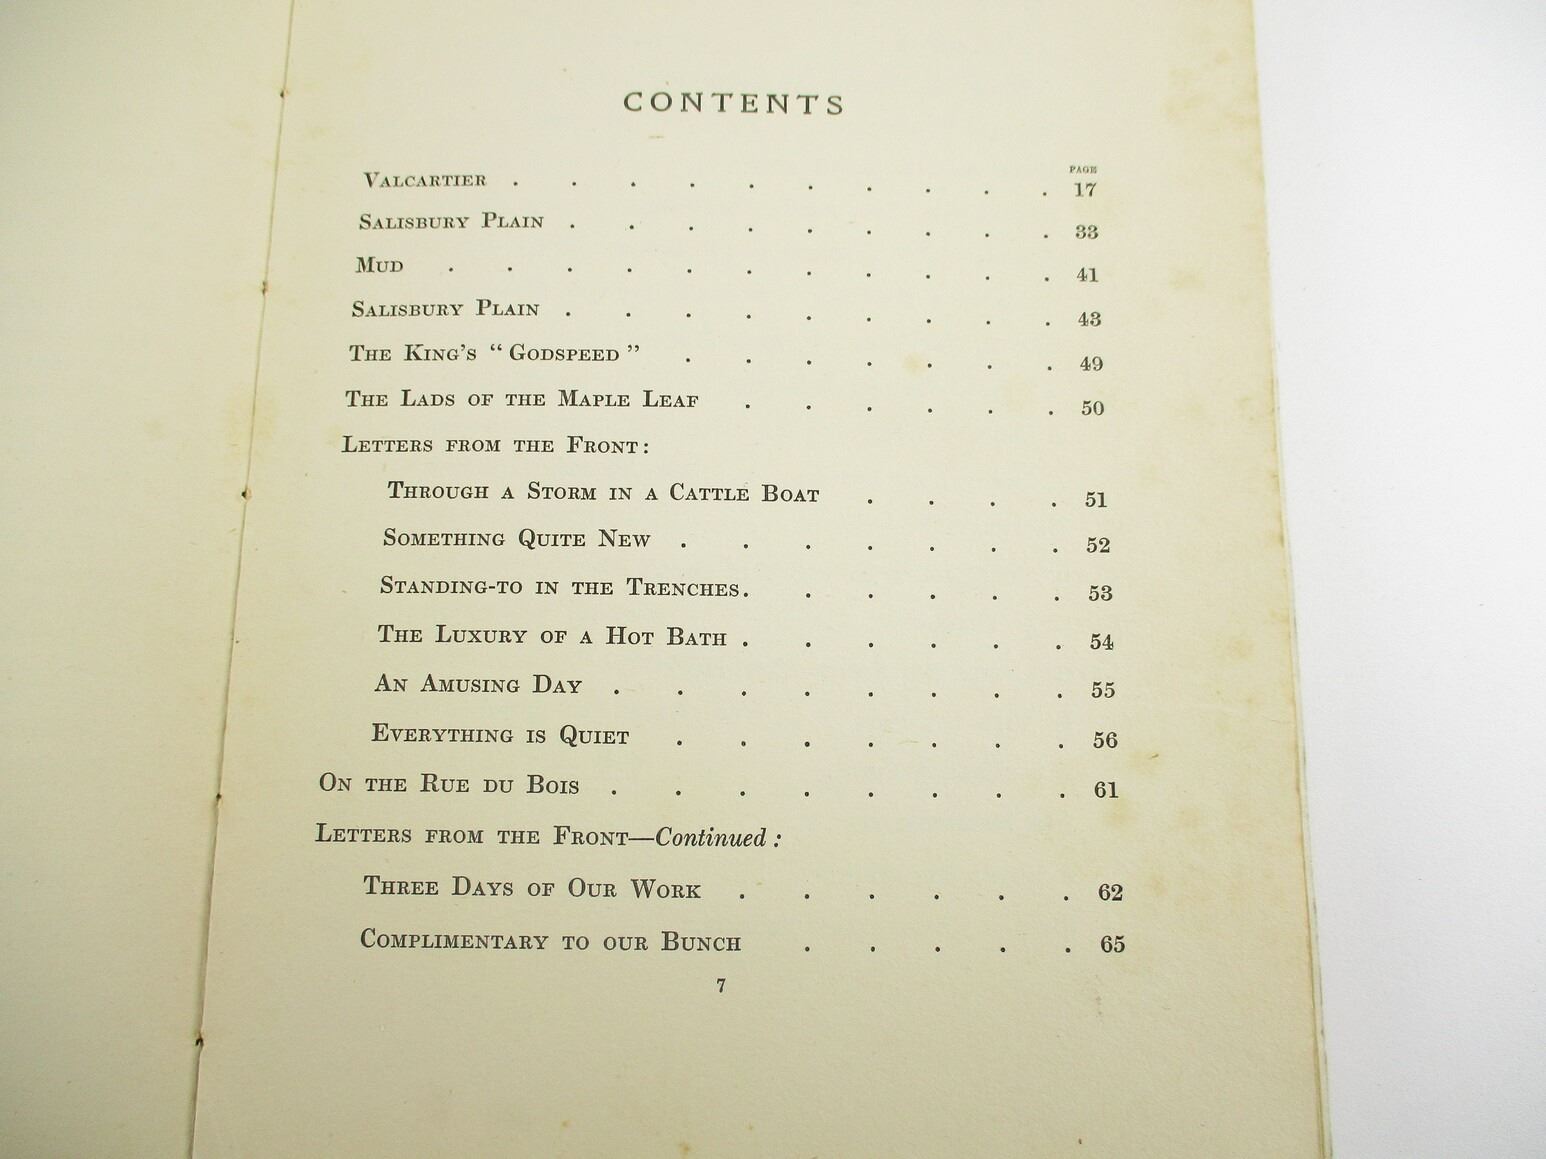 CONTENTS
PAGE
VALCARTIER . . . . . . . . . . 17
SALISBURY PLAIN . . . . . . . . . 33
MUD . . . . . . . . . . . 41
SALISBURY PLAIN . . . . . . . . . 43
THE KING'S “GODSPEED” . . . . . . . 49
THE LADS OF THE MAPLE LEAF . . . . . . 50
LETTERS FROM THE FRONT:
THROUGH A STORM IN A CATTLE BOAT . . . . 51
SOMETHING QUITE NEW . . . . . . . 52
STANDING-TO IN THE TRENCHES . . . . . . 53
THE LUXURY OF A HOT BATH . . . . . . 54
AN AMUSING DAY . . . . . . . . 55
EVERYTHING IS QUIET . . . . . . . 56
ON THE RUE DU BOIS . . . . . . . . 61
LETTERS FROM THE FRONT—Continued:
THREE DAYS OF OUR WORK . . . . . . 62
COMPLIMENTARY TO OUR BUNCH . . . . . 65
7